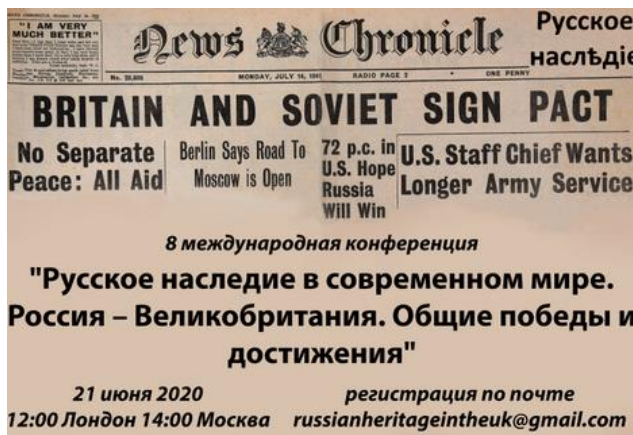 "I AM VERY
MUCH BETTER"
News Chronicle
Русское
наслѣдіе
MONDAY, JULY 14, 1941
RADIO PAGE 2
ONE PENNY
BRITAIN AND SOVIET SIGN PACT
No Separate
Peace: All Aid
Berlin Says Road To
Moscow is Open
72 p.c. in
U.S. Hope
Russia
Will Win
U.S. Staff Chief Wants
Longer Army Service
8 международная конференция
"Русское наследие в современном мире.
Россия – Великобритания. Общие победы и
достижения"
21 июня 2020
12:00 Лондон 14:00 Москва
регистрация по почте
russianheritageintheuk@gmail.com